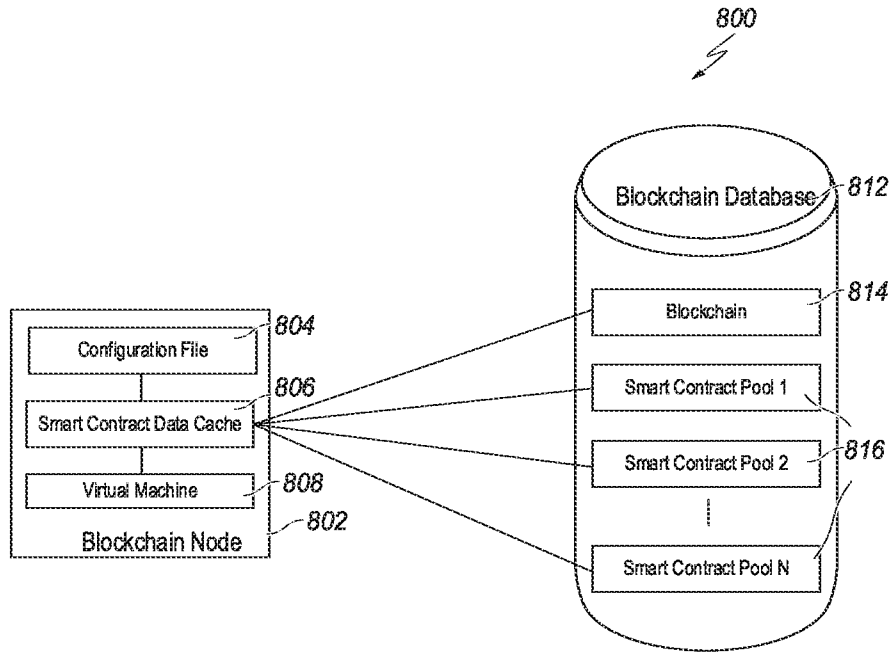 800
Blockchain Database 812
Blockchain 814
Smart Contract Pool 1
816
Smart Contract Pool 2
Smart Contract Pool N
Configuration File 804
Smart Contract Data Cache 806
Virtual Machine 808
Blockchain Node 802